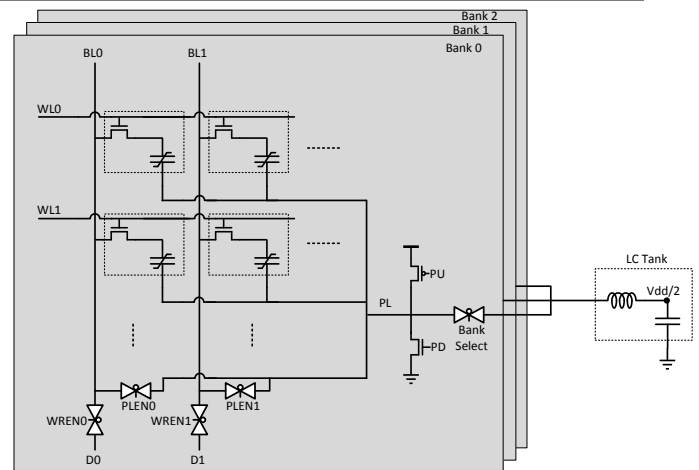 Bank 2
Bank 1
Bank 0
BL0
BL1
WL0
WL1
LC Tank
PU
Vdd/2
PL
Bank
Select
PD
PLEN0
PLEN1
WREN0
WREN1
D0
D1